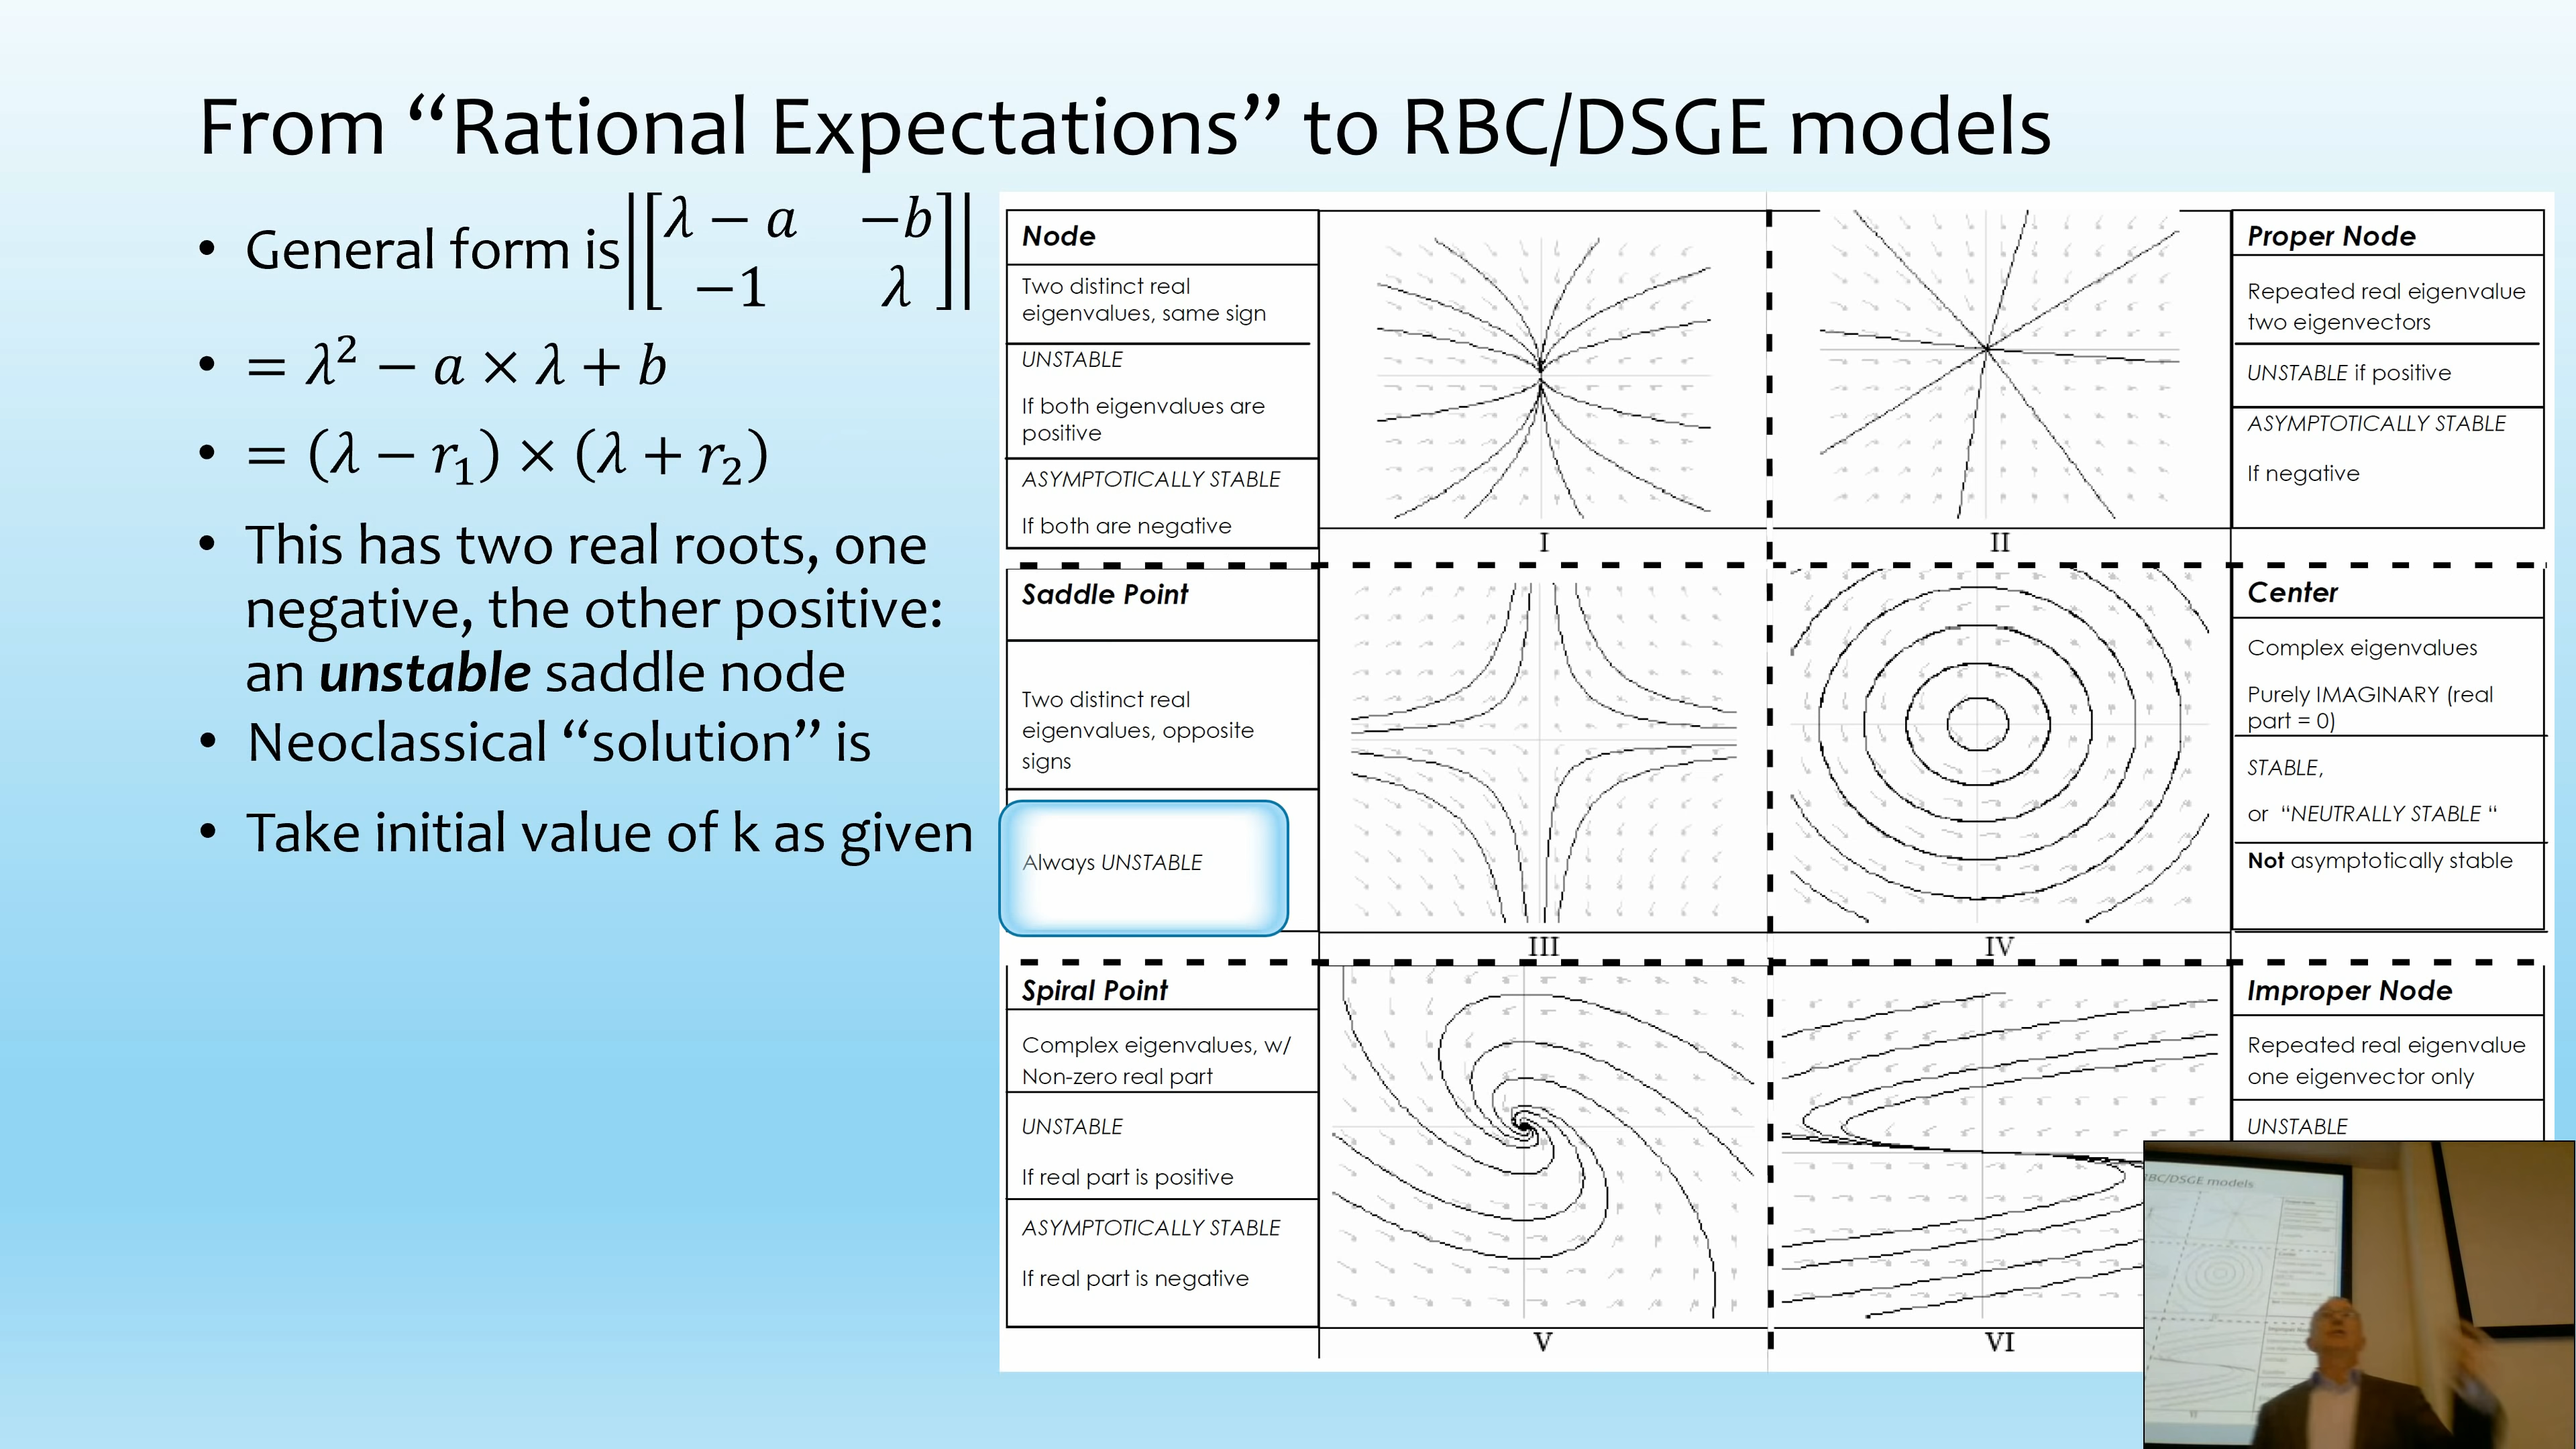 From “Rational Expectations” to RBC/DSGE models
• General form is |[λ − a −b
−1 λ]|
• = λ² − a × λ + b
• = (λ − r₁) × (λ + r₂)
• This has two real roots, one
negative, the other positive:
an unstable saddle node
• Neoclassical “solution” is
• Take initial value of k as given
Node
Two distinct real
eigenvalues, same sign
UNSTABLE
If both eigenvalues are
positive
ASYMPTOTICALLY STABLE
If both are negative
I
II
Proper Node
Repeated real eigenvalue
two eigenvectors
UNSTABLE if positive
ASYMPTOTICALLY STABLE
If negative
Saddle Point
Two distinct real
eigenvalues, opposite
signs
Always UNSTABLE
III
IV
Center
Complex eigenvalues
Purely IMAGINARY (real
part = 0)
STABLE,
or “NEUTRALLY STABLE “
Not asymptotically stable
Spiral Point
Complex eigenvalues, w/
Non-zero real part
UNSTABLE
If real part is positive
ASYMPTOTICALLY STABLE
If real part is negative
V
VI
Improper Node
Repeated real eigenvalue
one eigenvector only
UNSTABLE
BC/DSGE models